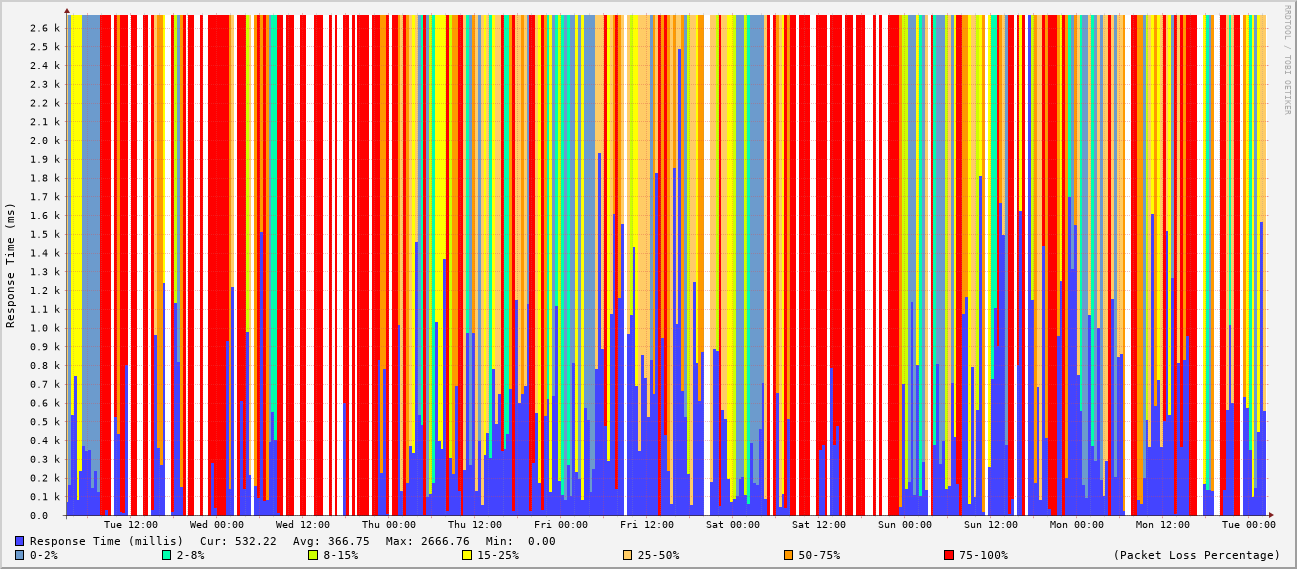 RRDTOOL / TOBI OETIKER
Response Time (ms)
2.6 k
2.5 k
2.4 k
2.3 k
2.2 k
2.1 k
2.0 k
1.9 k
1.8 k
1.7 k
1.6 k
1.5 k
1.4 k
1.3 k
1.2 k
1.1 k
1.0 k
0.9 k
0.8 k
0.7 k
0.6 k
0.5 k
0.4 k
0.3 k
0.2 k
0.1 k
0.0
Tue 12:00 Wed 00:00 Wed 12:00 Thu 00:00 Thu 12:00 Fri 00:00 Fri 12:00 Sat 00:00 Sat 12:00 Sun 00:00 Sun 12:00 Mon 00:00 Mon 12:00 Tue 00:00
Response Time (millis) Cur: 532.22 Avg: 366.75 Max: 2666.76 Min: 0.00
0-2% 2-8% 8-15% 15-25% 25-50% 50-75% 75-100% (Packet Loss Percentage)